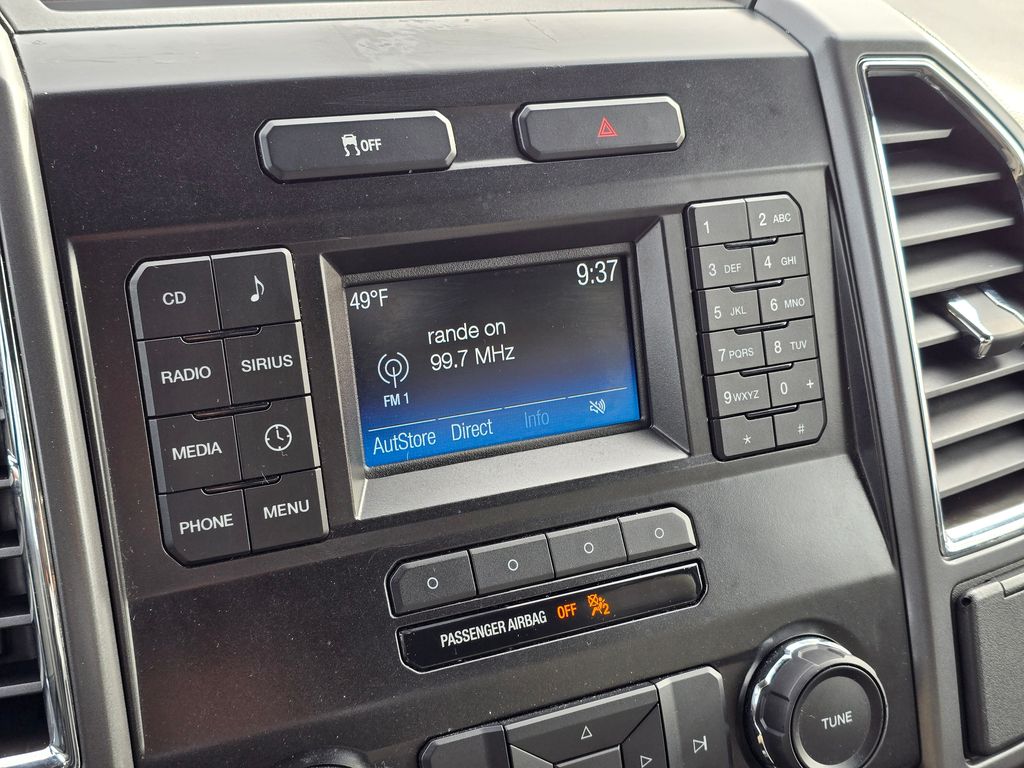 OFF
49°F
9:37
rande on
99.7 MHz
FM 1
AutStore Direct Info
CD
RADIO SIRIUS
MEDIA
PHONE MENU
1 2 ABC
3 DEF 4 GHI
5 JKL 6 MNO
7 PQRS 8 TUV
9 WXYZ 0 +
* #
PASSENGER AIRBAG OFF 2
TUNE